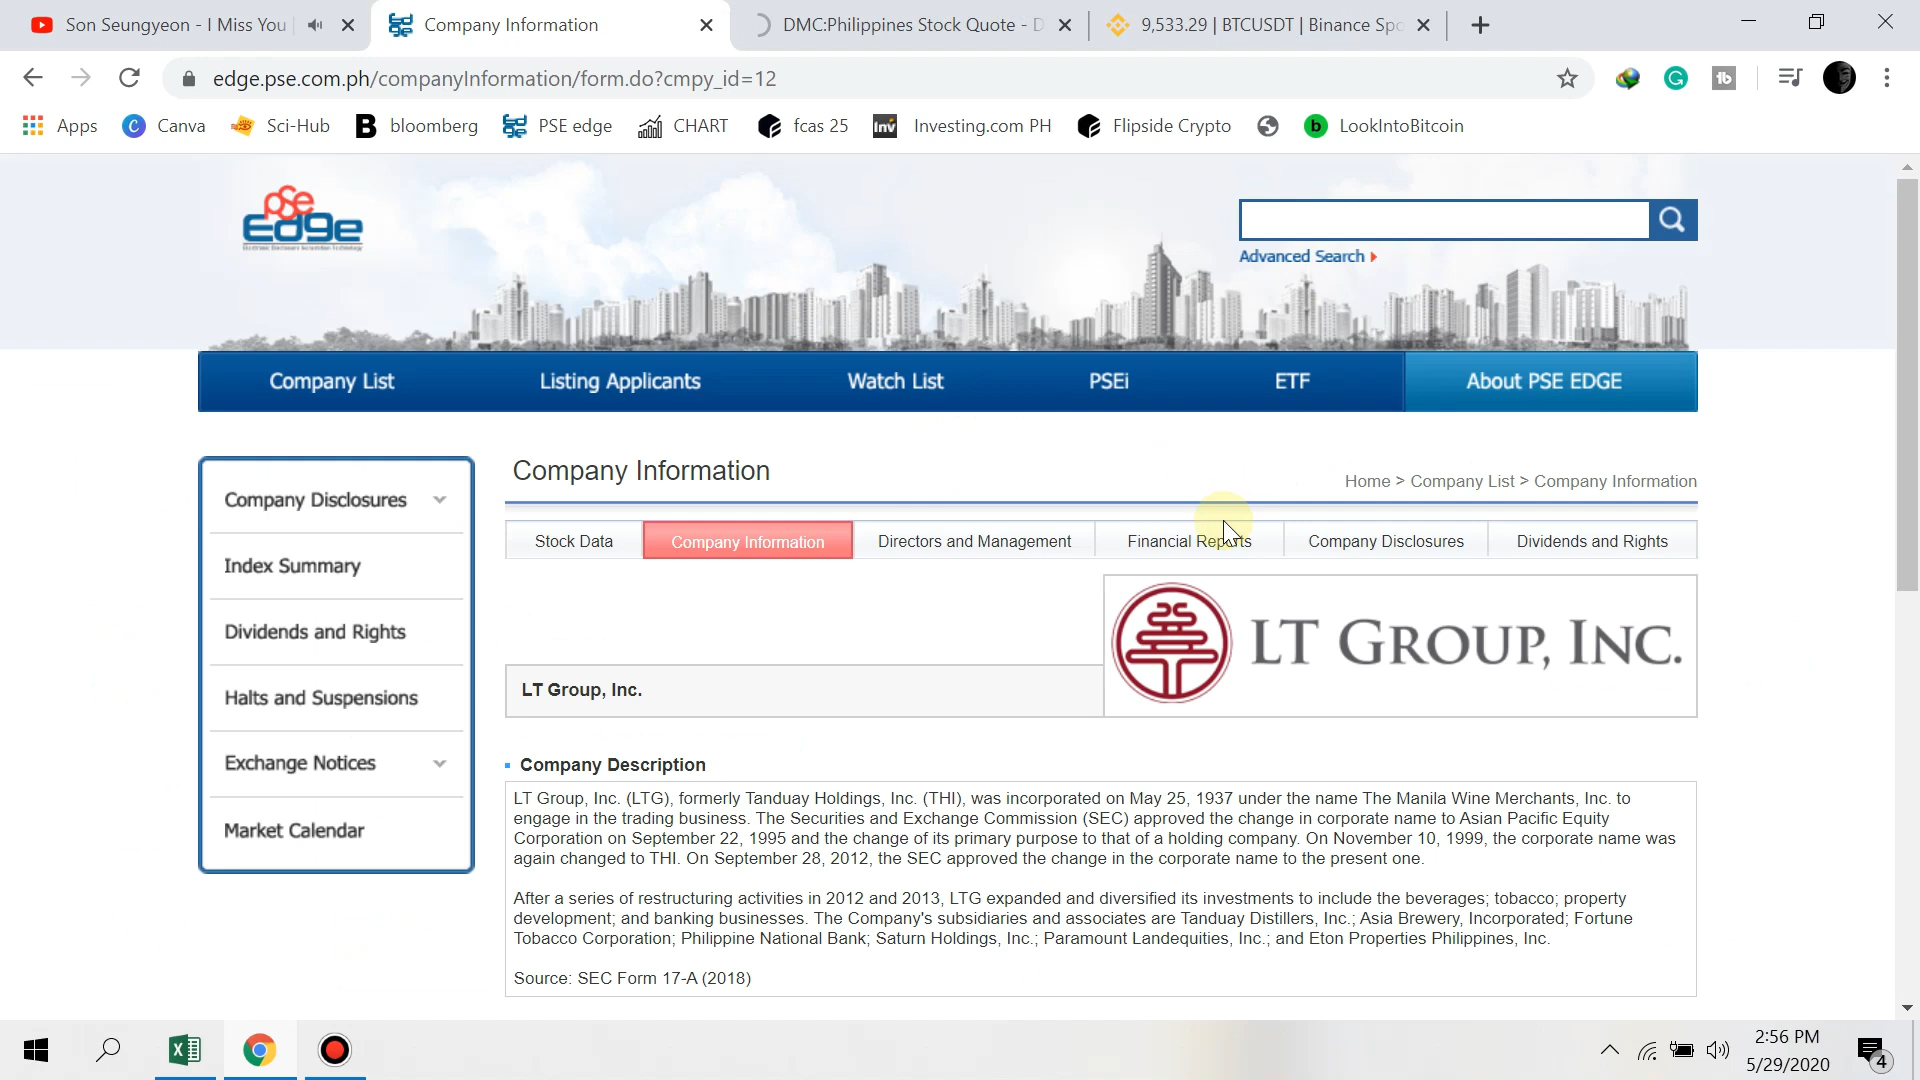 Son Seungyeon - I Miss You
Company Information
DMC:Philippines Stock Quote - D
9,533.29 | BTCUSDT | Binance Spo
edge.pse.com.ph/companyInformation/form.do?cmpy_id=12
Apps
Canva
Sci-Hub
bloomberg
PSE edge
CHART
fcas 25
Inv
Investing.com PH
Flipside Crypto
LookIntoBitcoin
pse
Edge
Advanced Search
Company List
Listing Applicants
Watch List
PSEi
ETF
About PSE EDGE
Company Disclosures
Index Summary
Dividends and Rights
Halts and Suspensions
Exchange Notices
Market Calendar
Company Information
Home > Company List > Company Information
Stock Data
Company Information
Directors and Management
Financial Reports
Company Disclosures
Dividends and Rights
LT GROUP, INC.
LT Group, Inc.
Company Description
LT Group, Inc. (LTG), formerly Tanduay Holdings, Inc. (THI), was incorporated on May 25, 1937 under the name The Manila Wine Merchants, Inc. to
engage in the trading business. The Securities and Exchange Commission (SEC) approved the change in corporate name to Asian Pacific Equity
Corporation on September 22, 1995 and the change of its primary purpose to that of a holding company. On November 10, 1999, the corporate name was
again changed to THI. On September 28, 2012, the SEC approved the change in the corporate name to the present one.
After a series of restructuring activities in 2012 and 2013, LTG expanded and diversified its investments to include the beverages; tobacco; property
development; and banking businesses. The Company's subsidiaries and associates are Tanduay Distillers, Inc.; Asia Brewery, Incorporated; Fortune
Tobacco Corporation; Philippine National Bank; Saturn Holdings, Inc.; Paramount Landequities, Inc.; and Eton Properties Philippines, Inc.
Source: SEC Form 17-A (2018)
2:56 PM
5/29/2020
4